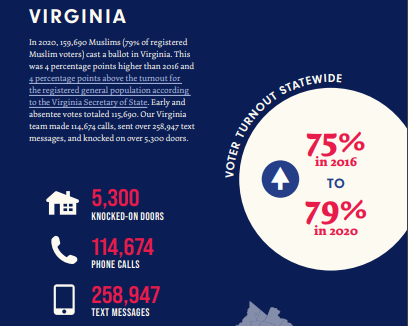 VIRGINIA
In 2020, 159,690 Muslims (79% of registered
Muslim voters) cast a ballot in Virginia. This
was 4 percentage points higher than 2016 and
4 percentage points above the turnout for
the registered general population according
to the Virginia Secretary of State. Early and
absentee votes totaled 115,690. Our Virginia
team made 114,674 calls, sent over 258,947 text
messages, and knocked on over 5,300 doors.
5,300
KNOCKED-ON DOORS
114,674
PHONE CALLS
258,947
TEXT MESSAGES
VOTER TURNOUT STATEWIDE
75%
in 2016
TO
79%
in 2020